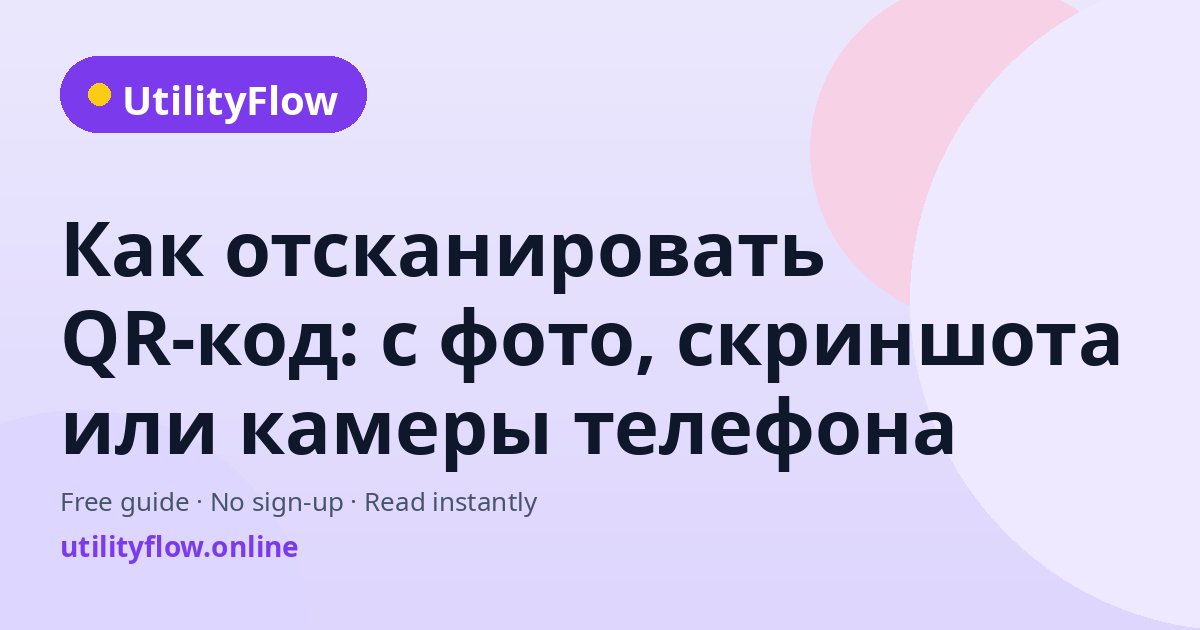 UtilityFlow
Как отсканировать
QR-код: с фото, скриншота
или камеры телефона
Free guide · No sign-up · Read instantly
utilityflow.online